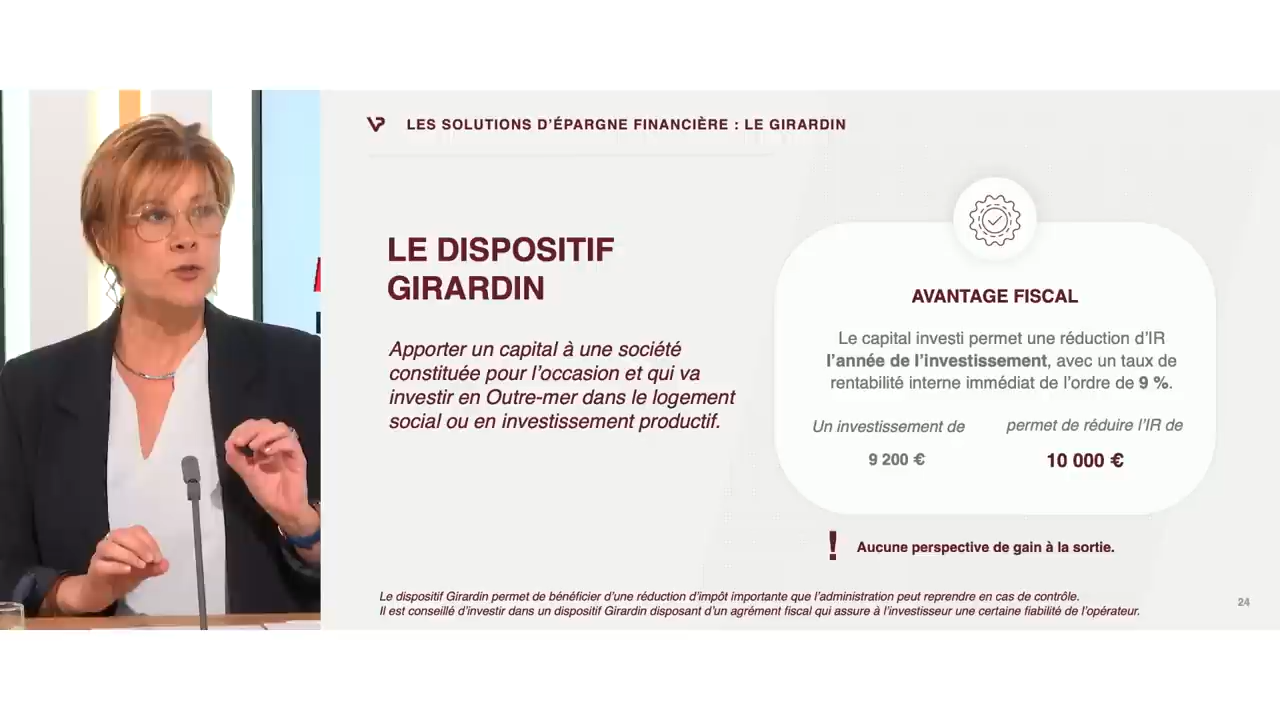 LES SOLUTIONS D'ÉPARGNE FINANCIÈRE : LE GIRARDIN
LE DISPOSITIF
GIRARDIN
Apporter un capital à une société
constituée pour l'occasion et qui va
investir en Outre-mer dans le logement
social ou en investissement productif.
AVANTAGE FISCAL
Le capital investi permet une réduction d'IR
l'année de l'investissement, avec un taux de
rentabilité interne immédiat de l'ordre de 9 %.
Un investissement de
9 200 €
permet de réduire l'IR de
10 000 €
! Aucune perspective de gain à la sortie.
Le dispositif Girardin permet de bénéficier d'une réduction d'impôt importante que l'administration peut reprendre en cas de contrôle.
Il est conseillé d'investir dans un dispositif Girardin disposant d'un agrément fiscal qui assure à l'investisseur une certaine fiabilité de l'opérateur.
24